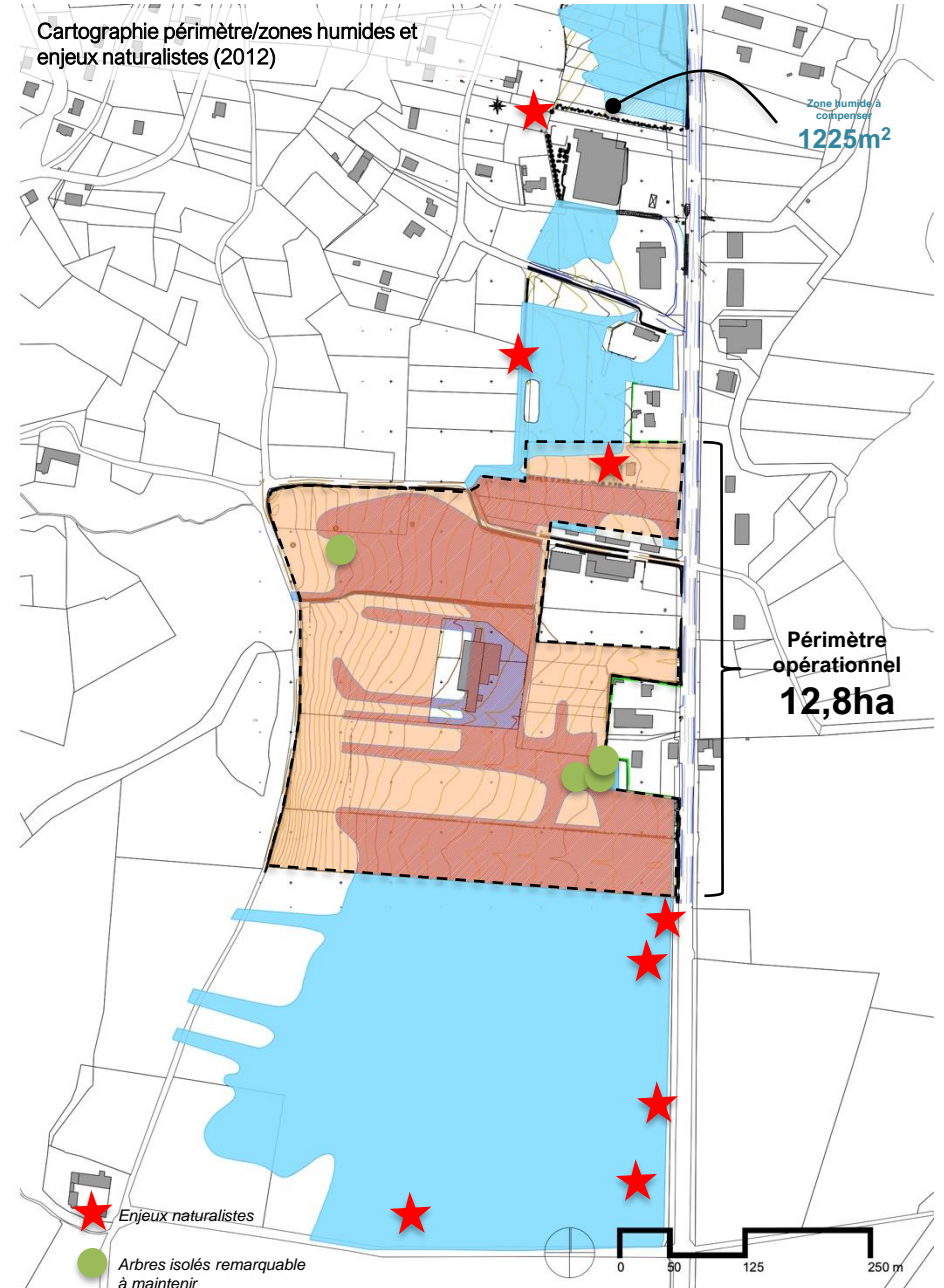 Cartographie périmètre/zones humides et
enjeux naturalistes (2012)
Zone humide à
compenser
1225m²
Périmètre
opérationnel
12,8ha
Enjeux naturalistes
Arbres isolés remarquable
à maintenir
0
50
125
250 m